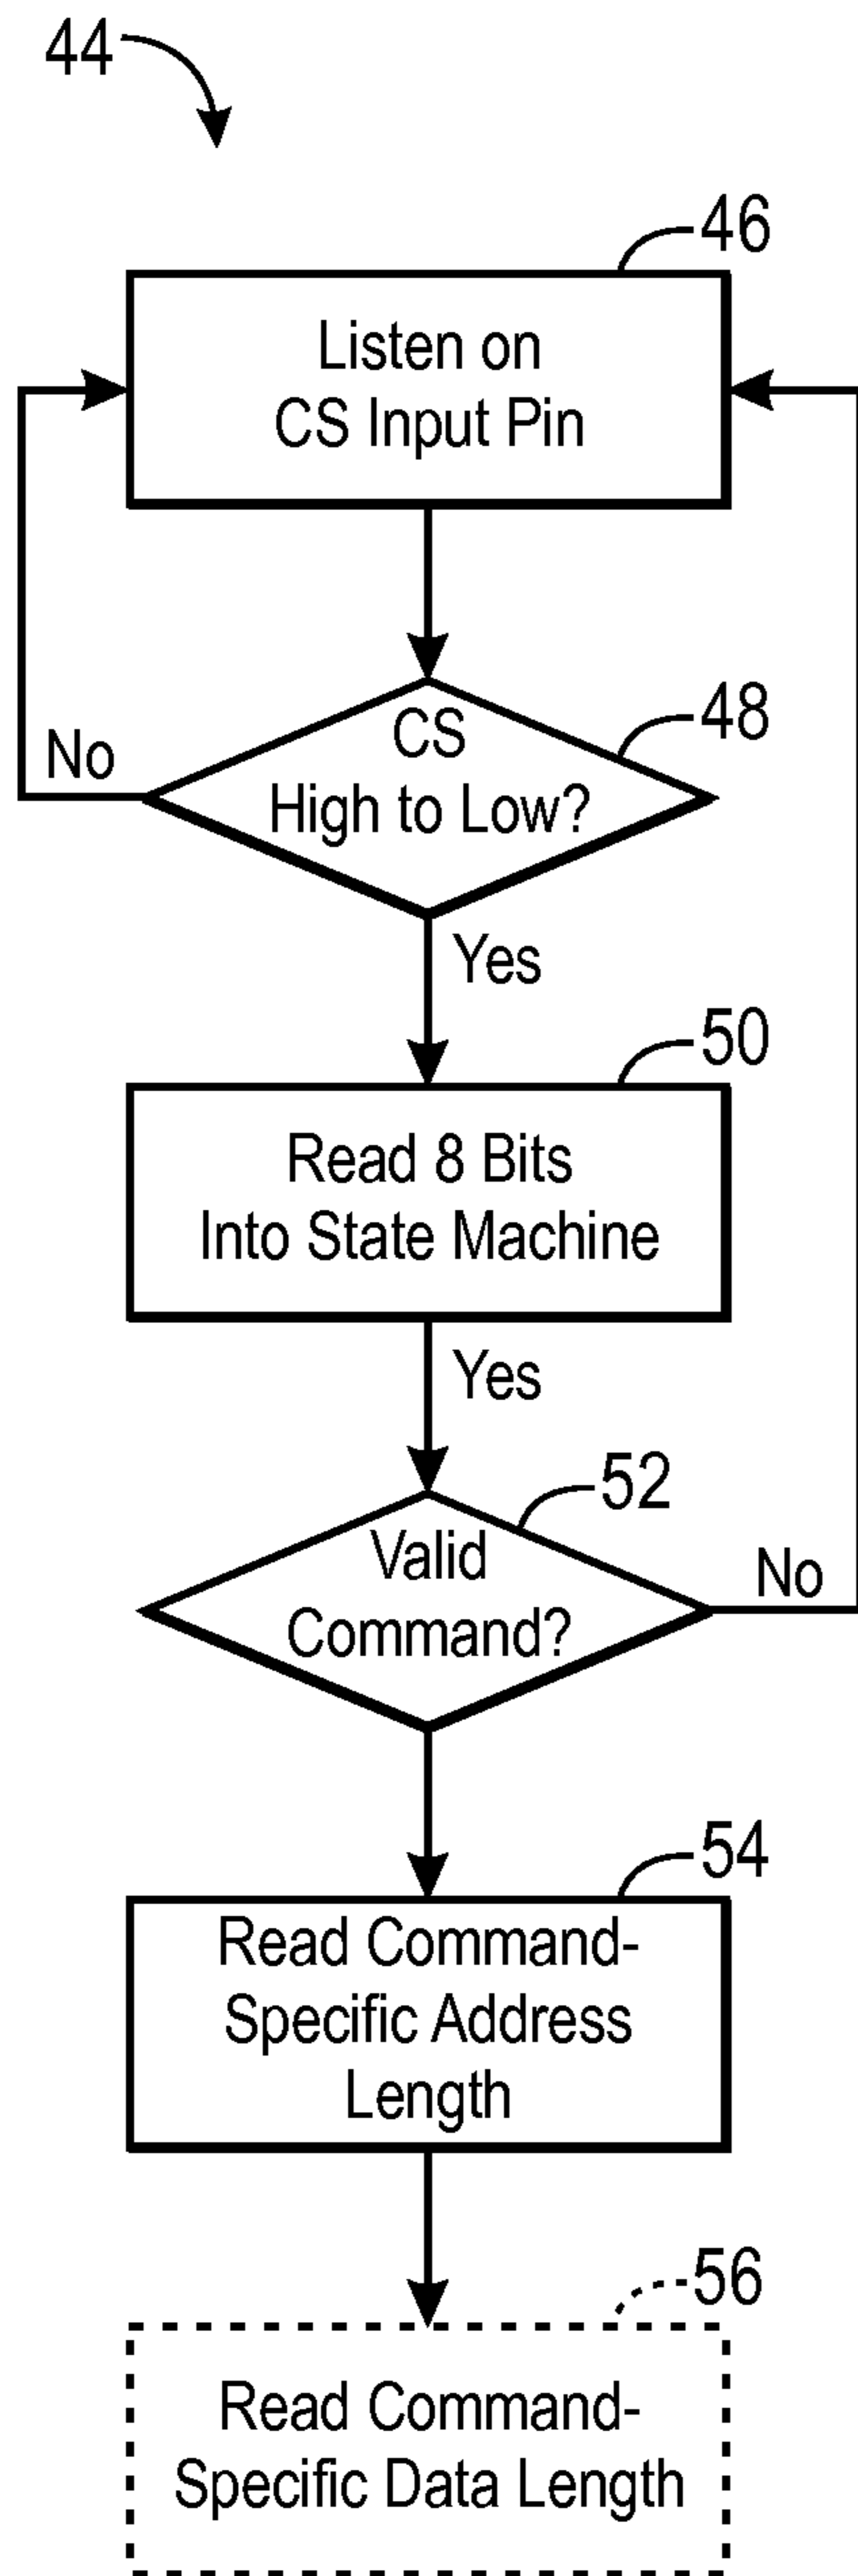 44
46
Listen on
CS Input Pin
48
CS
High to Low?
No
Yes
50
Read 8 Bits
Into State Machine
Yes
52
Valid
Command?
No
54
Read Command-
Specific Address
Length
56
Read Command-
Specific Data Length